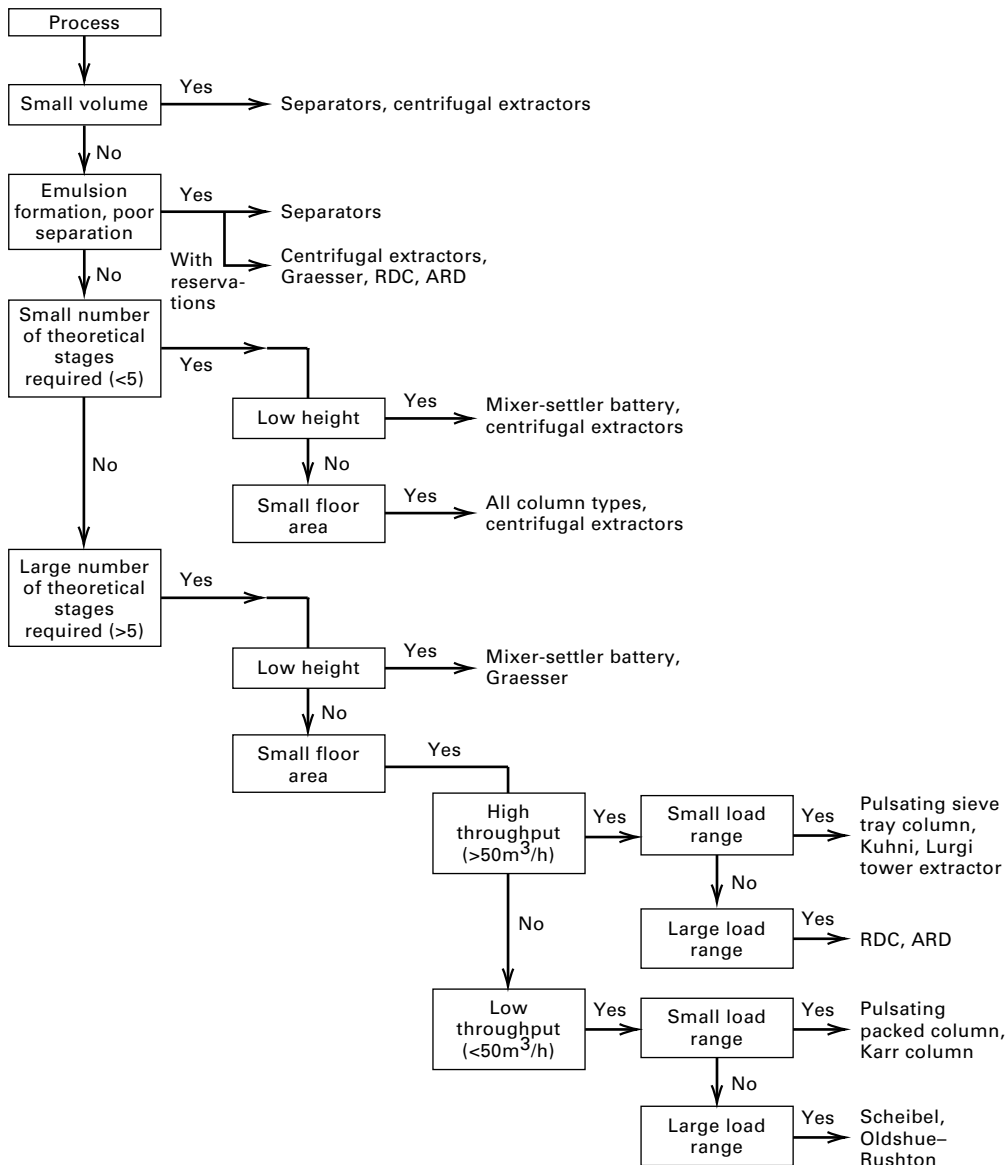 Process
Small volume
Yes
Separators, centrifugal extractors
No
Emulsion
formation, poor
separation
Yes
Separators
With
reserva-
tions
Centrifugal extractors,
Graesser, RDC, ARD
No
Small number
of theoretical
stages
required (<5)
Yes
Low height
Yes
Mixer-settler battery,
centrifugal extractors
No
Small floor
area
Yes
All column types,
centrifugal extractors
No
Large number
of theoretical
stages
required (>5)
Yes
Low height
Yes
Mixer-settler battery,
Graesser
No
Small floor
area
Yes
High
throughput
(>50m³/h)
Yes
Small load
range
Yes
Pulsating sieve
tray column,
Kuhni, Lurgi
tower extractor
No
Large load
range
Yes
RDC, ARD
No
Low
throughput
(<50m³/h)
Yes
Small load
range
Yes
Pulsating
packed column,
Karr column
No
Large load
range
Yes
Scheibel,
Oldshue–
Rushton